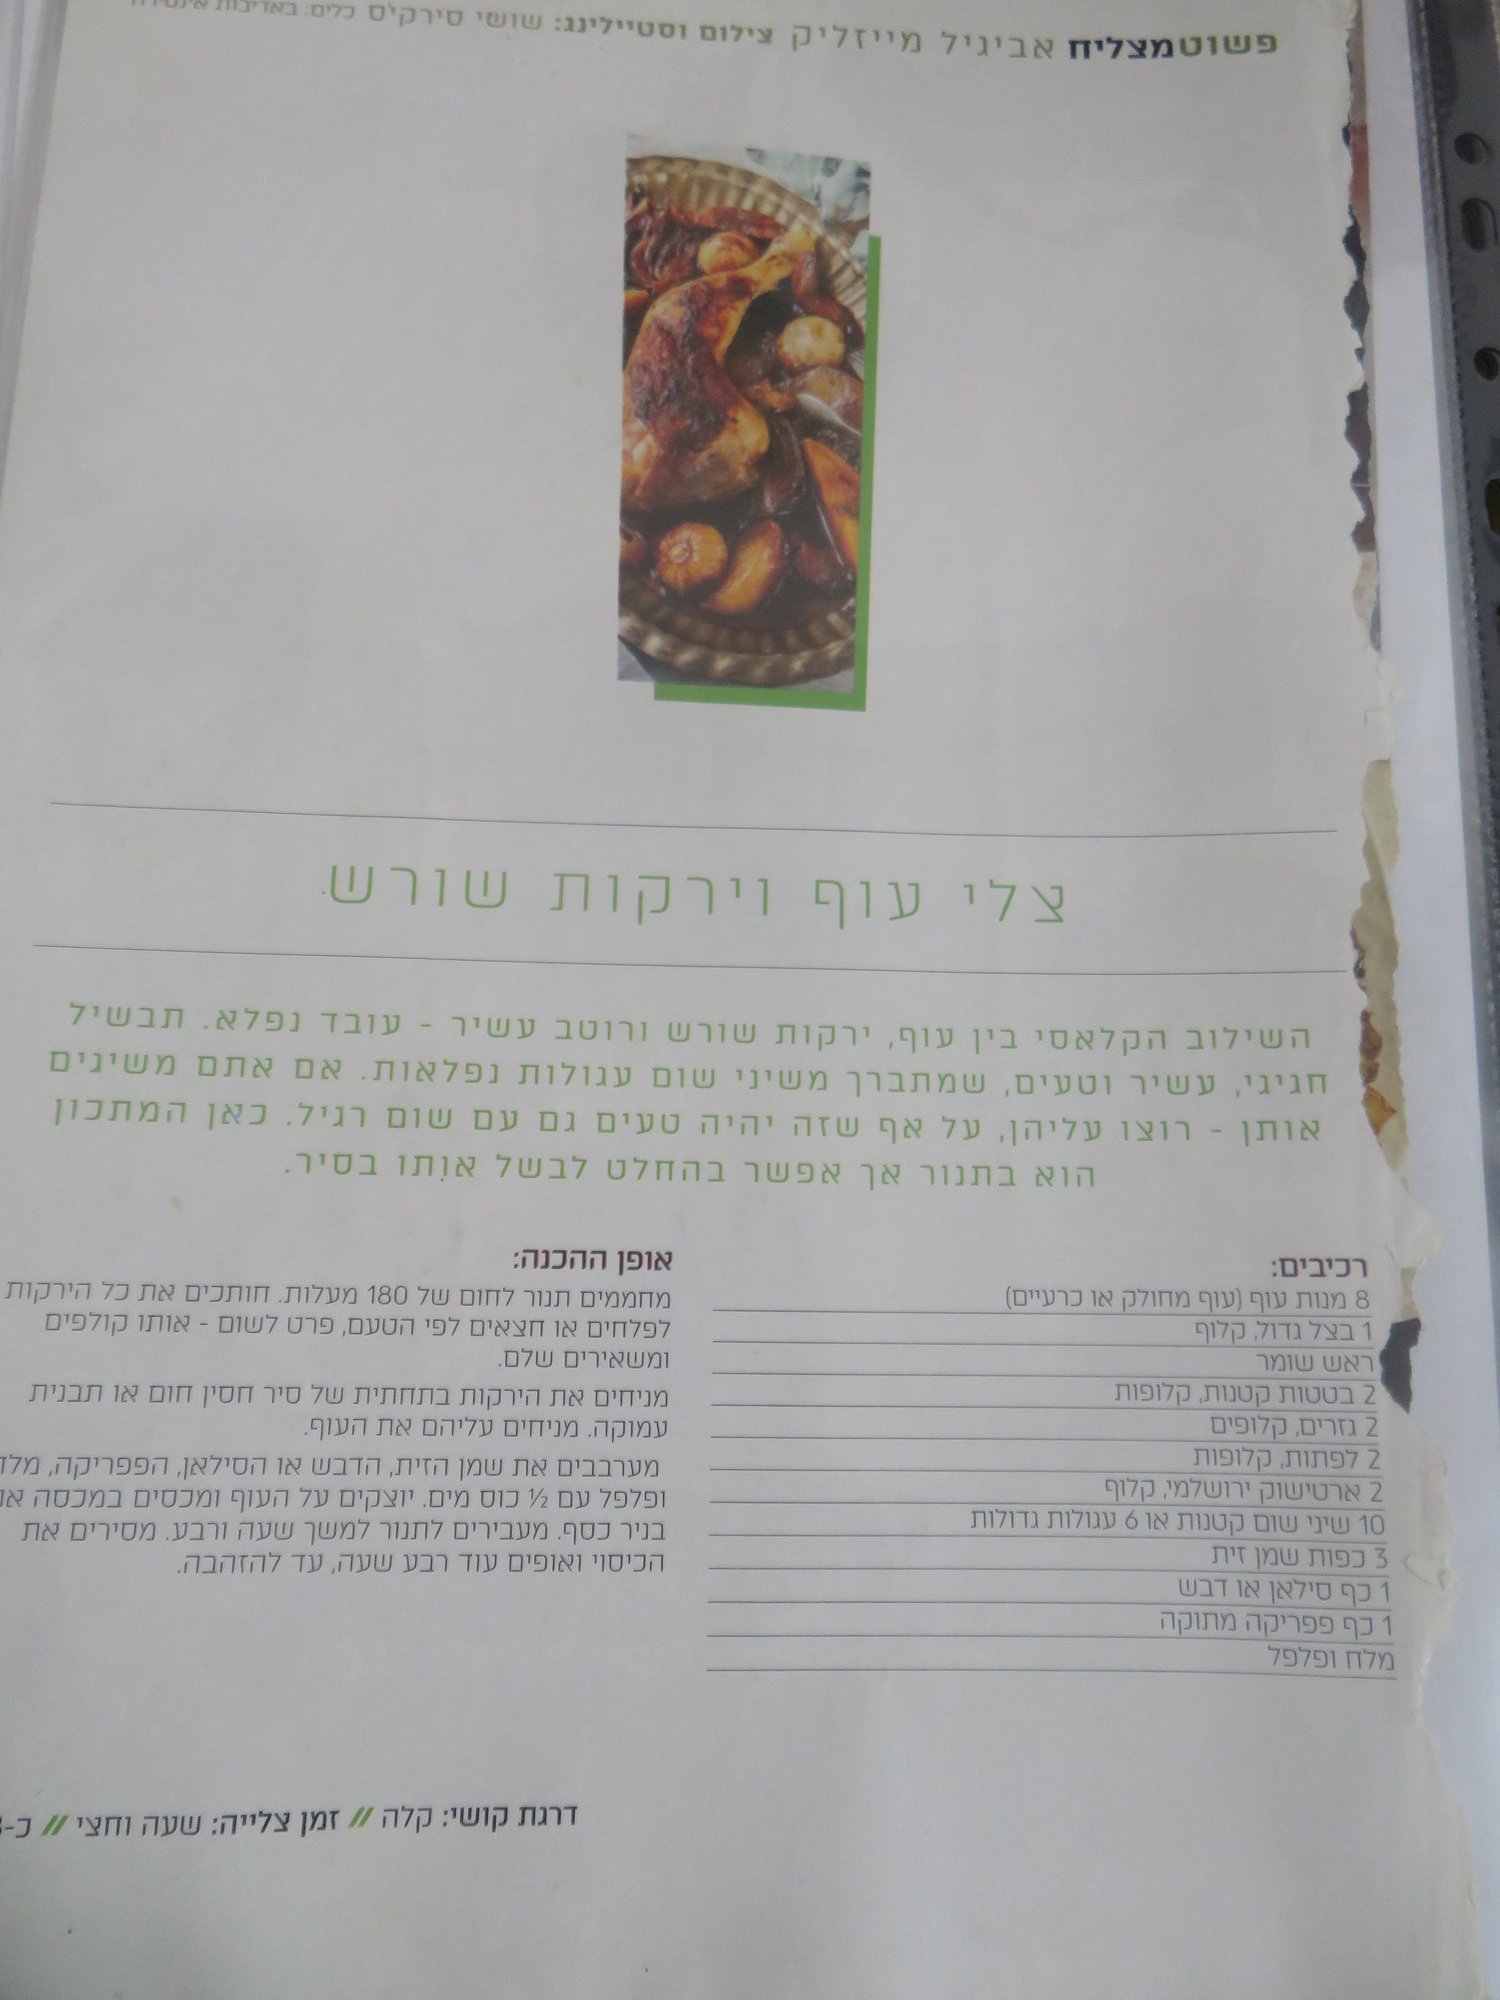 פשוטמצליח אביגיל מייזליק צילום וסטיילינג: שושי סירקיס כלים: באדיבות
צלי עוף וירקות שורש.
השילוב הקלאסי בין עוף, ירקות שורש ורוטב עשיר - עובד נפלא. תבשיל
חגיגי, עשיר וטעים, שמתברך משיני שום עגולות נפלאות. אם אתם משיגים
אותן - רוצו עליהן, על אף שזה יהיה טעים גם עם שום רגיל. כאן המתכון
הוא בתנור אך אפשר בהחלט לבשל אותו בסיר.
רכיבים:
8 מנות עוף (עוף מחולק או כרעיים)
1 בצל גדול, קלוף
ראש שומר
2 בטטות קטנות, קלופות
2 גזרים, קלופים
2 לפתות, קלופות
2 ארטישוק ירושלמי, קלוף
10 שיני שום קטנות או 6 עגולות גדולות
3 כפות שמן זית
1 כף סילאן או דבש
1 כף פפריקה מתוקה
מלח ופלפל
אופן ההכנה:
מחממים תנור לחום של 180 מעלות. חותכים את כל הירקות
לפלחים או חצאים לפי הטעם, פרט לשום - אותו קולפים
ומשאירים שלם.
מניחים את הירקות בתחתית של סיר חסין חום או תבנית
עמוקה. מניחים עליהם את העוף.
מערבבים את שמן הזית, הדבש או הסילאן, הפפריקה, מלח
ופלפל עם ½ כוס מים. יוצקים על העוף ומכסים במכסה או
בניר כסף. מעבירים לתנור למשך שעה ורבע. מסירים את
הכיסוי ואופים עוד רבע שעה, עד להזהבה.
דרגת קושי: קלה // זמן צלייה: שעה וחצי // כ-